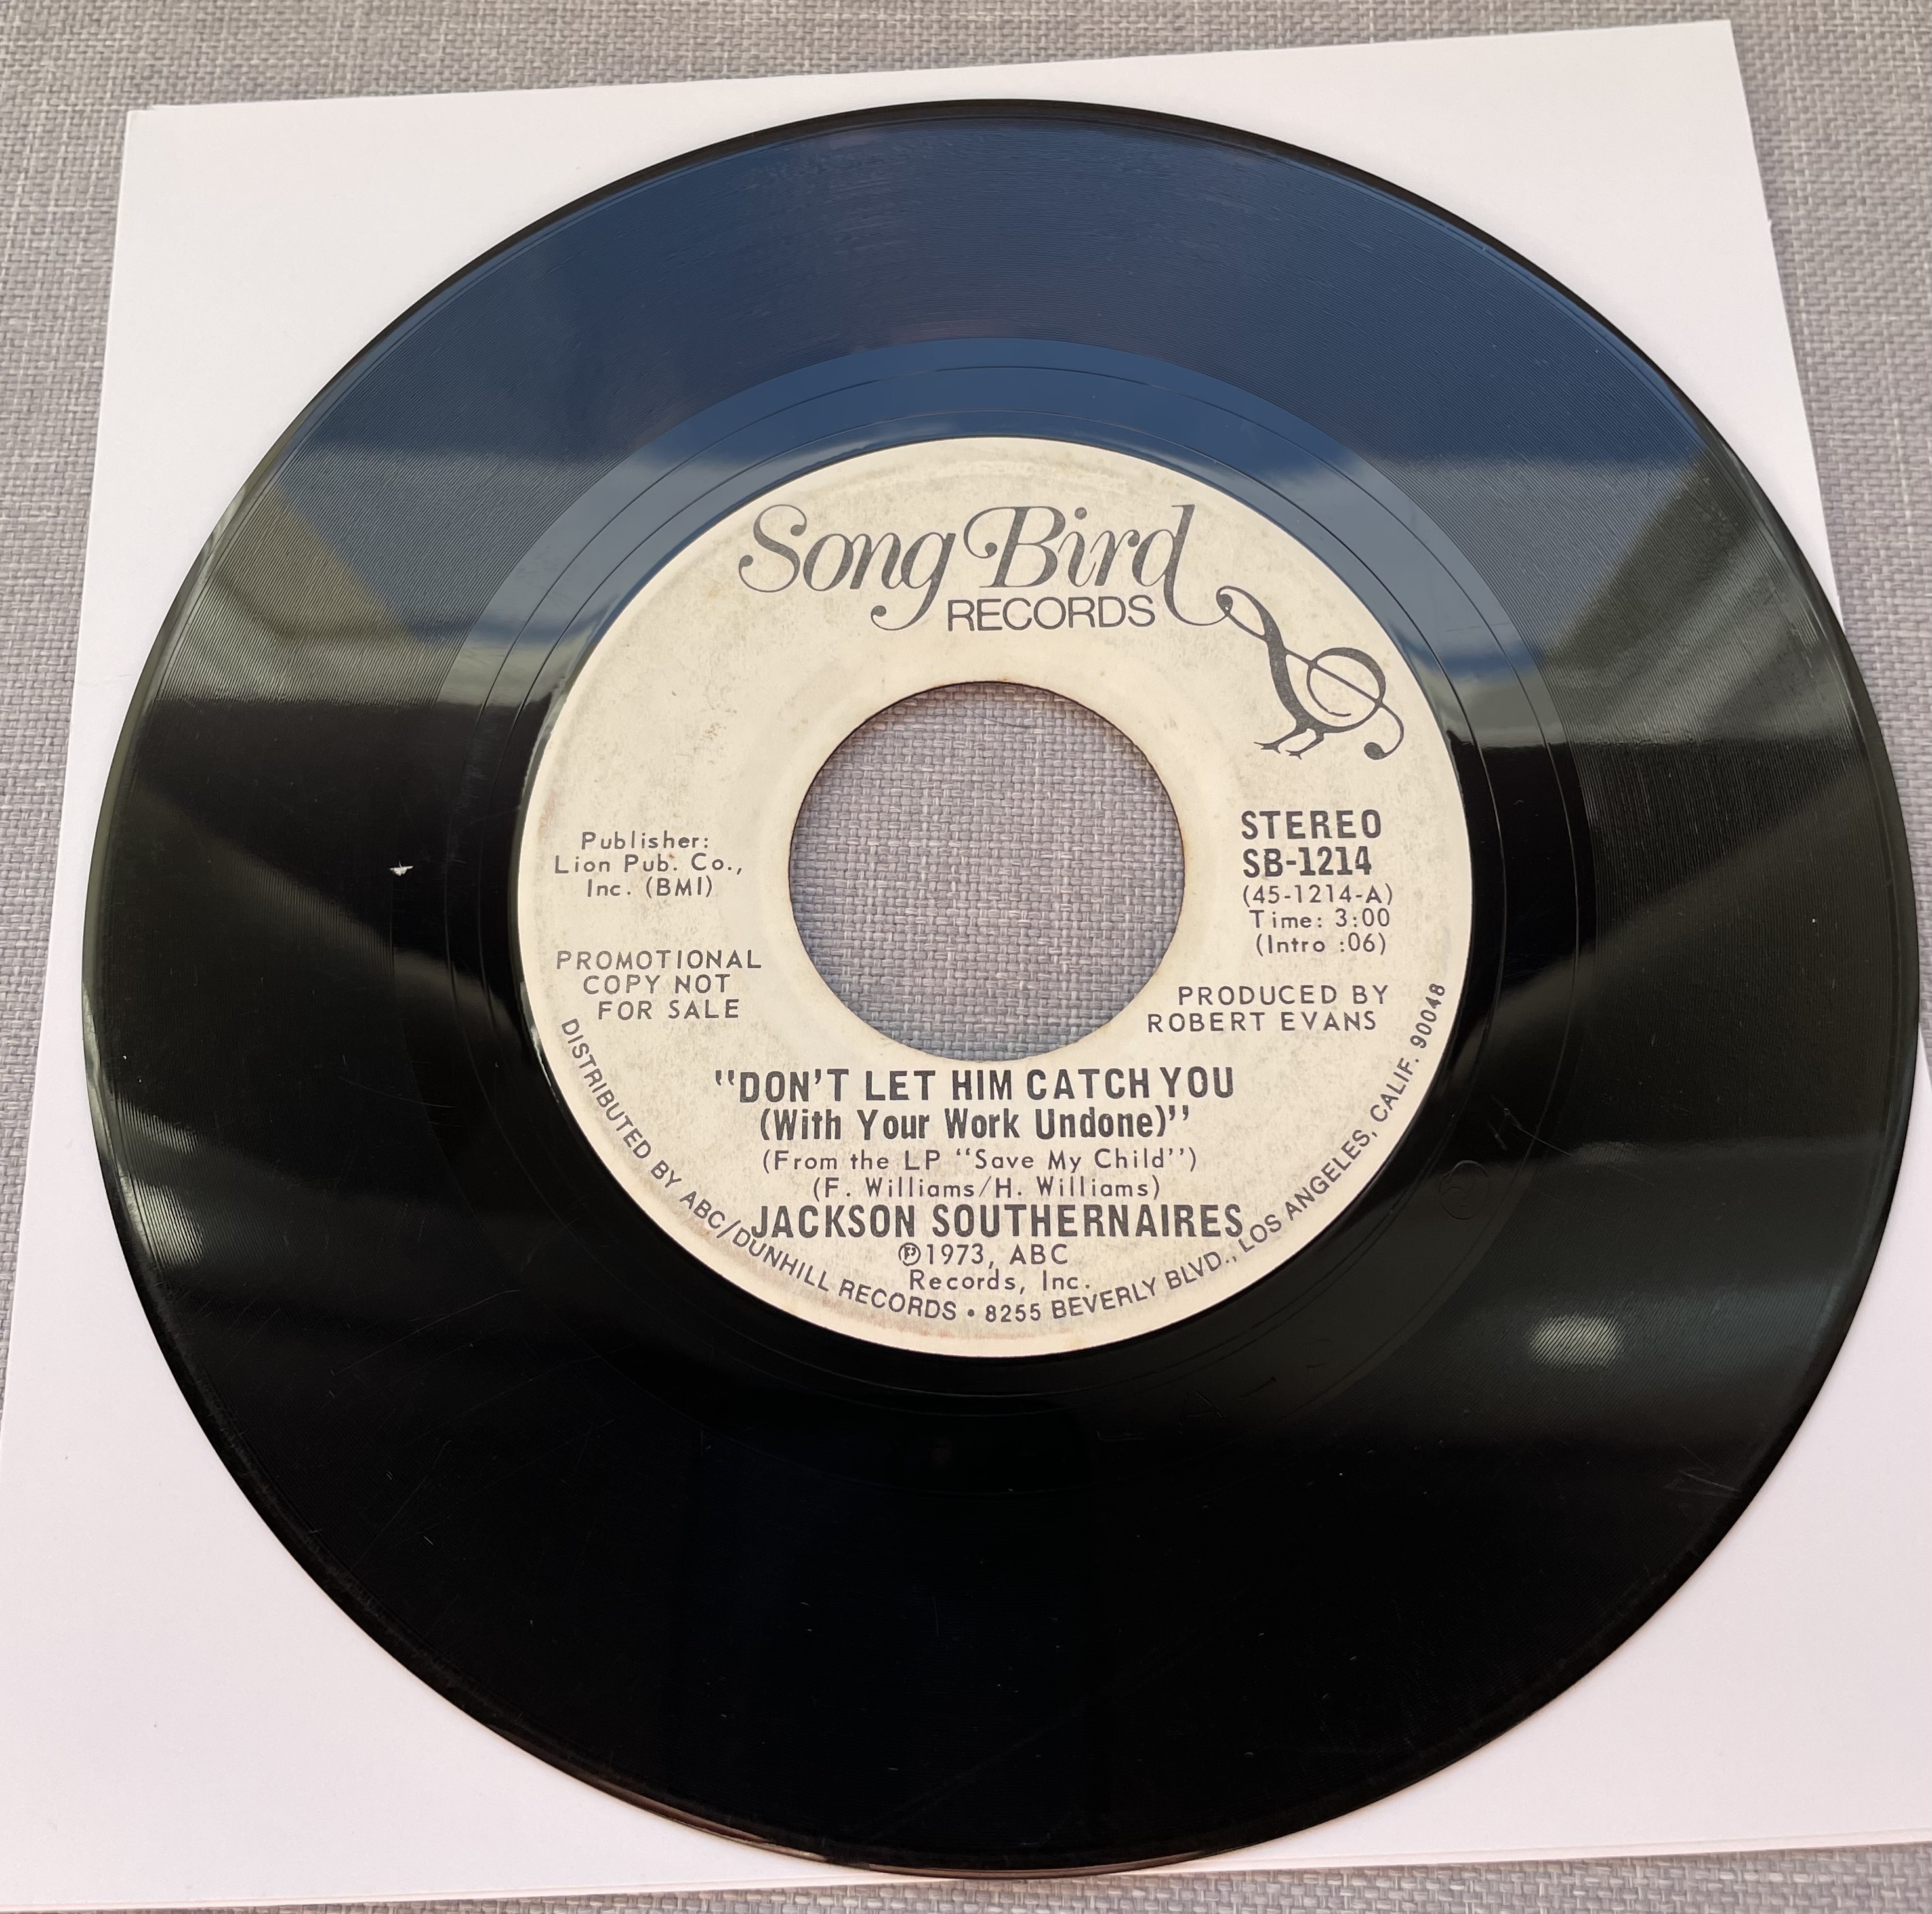 Song Bird
RECORDS
Publisher:
Lion Pub. Co.,
Inc. (BMI)
STEREO
SB-1214
(45-1214-A)
Time: 3:00
(Intro :06)
PROMOTIONAL
COPY NOT
FOR SALE
PRODUCED BY
ROBERT EVANS
"DON'T LET HIM CATCH YOU
(With Your Work Undone)"
(From the LP "Save My Child")
(F. Williams/H. Williams)
JACKSON SOUTHERNAIRES
℗1973, ABC
Records, Inc.
DISTRIBUTED BY ABC/DUNHILL RECORDS • 8255 BEVERLY BLVD., LOS ANGELES, CALIF. 90048